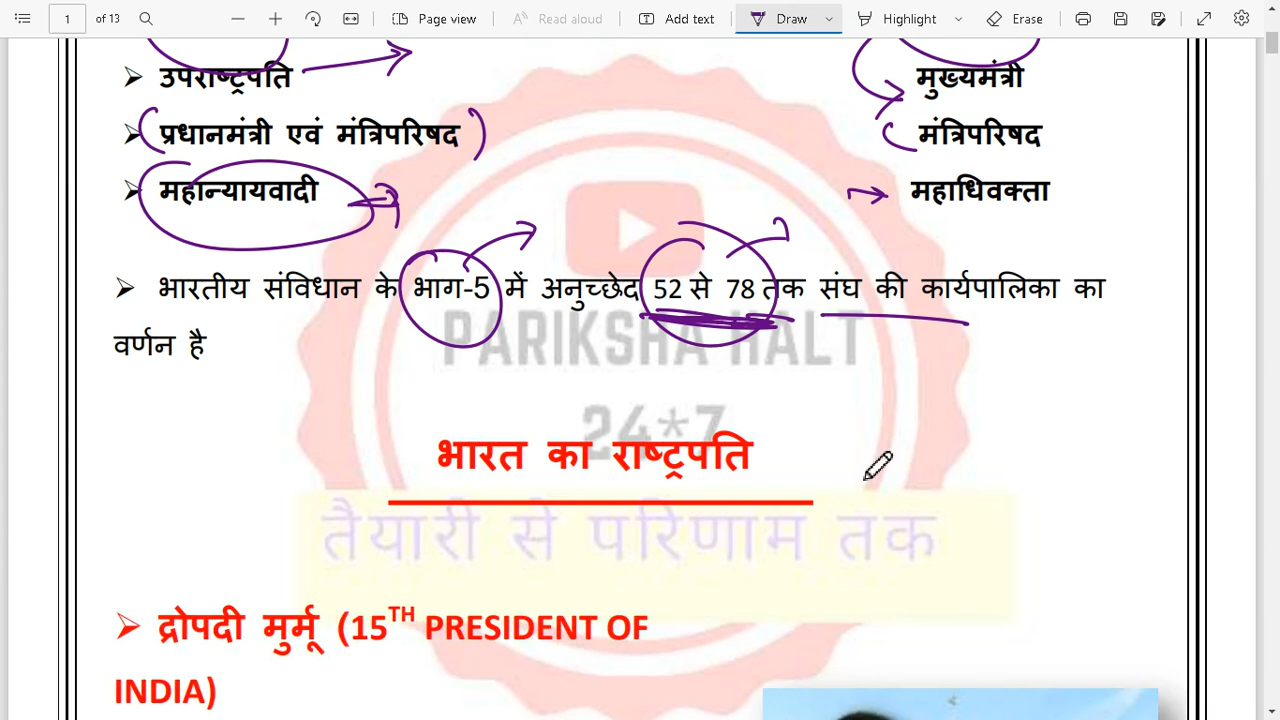 1 of 13 Page view Read aloud Add text Draw Highlight Erase
उपराष्ट्रपति मुख्यमंत्री
प्रधानमंत्री एवं मंत्रिपरिषद मंत्रिपरिषद
महान्यायवादी महाधिवक्ता
भारतीय संविधान के भाग-5 में अनुच्छेद 52 से 78 तक संघ की कार्यपालिका का
वर्णन है
PARIKSHA HALT
24*7
भारत का राष्ट्रपति
तैयारी से परिणाम तक
द्रोपदी मुर्मू (15TH PRESIDENT OF
INDIA)